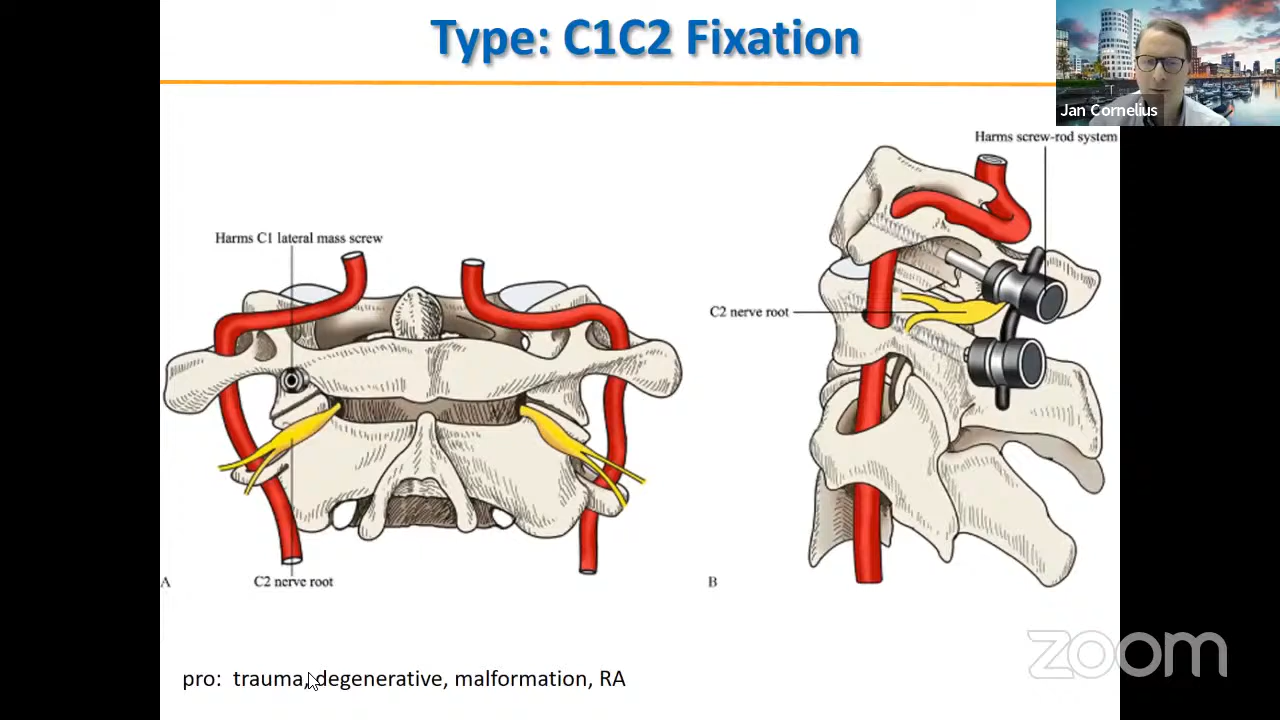 Type: C1C2 Fixation
Jan Cornelius
Harms screw-rod system
Harms C1 lateral mass screw
C2 nerve root
A
C2 nerve root
B
zoom
pro: trauma, degenerative, malformation, RA